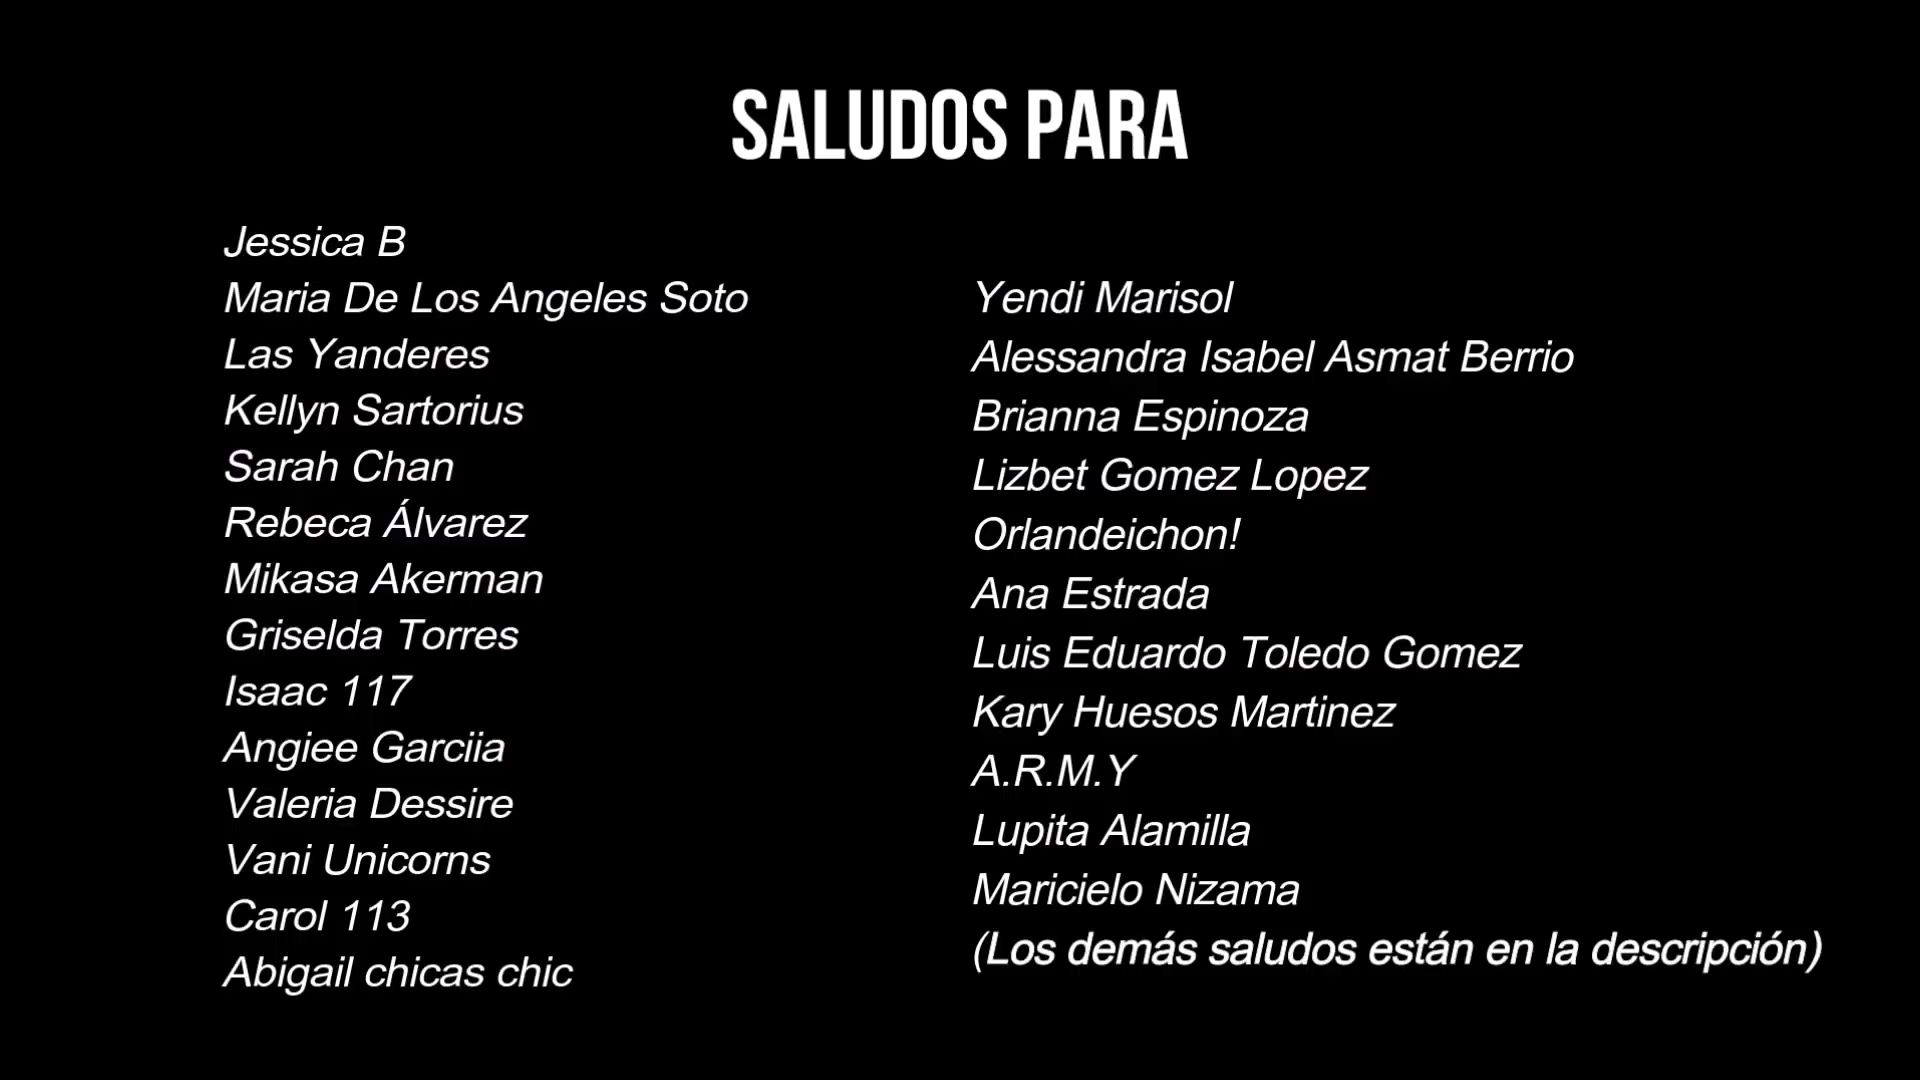 SALUDOS PARA
Jessica B
Maria De Los Angeles Soto
Las Yanderes
Kellyn Sartorius
Sarah Chan
Rebeca Álvarez
Mikasa Akerman
Griselda Torres
Isaac 117
Angiee Garciia
Valeria Dessire
Vani Unicorns
Carol 113
Abigail chicas chic
Yendi Marisol
Alessandra Isabel Asmat Berrio
Brianna Espinoza
Lizbet Gomez Lopez
Orlandeichon!
Ana Estrada
Luis Eduardo Toledo Gomez
Kary Huesos Martinez
A.R.M.Y
Lupita Alamilla
Maricielo Nizama
(Los demás saludos están en la descripción)